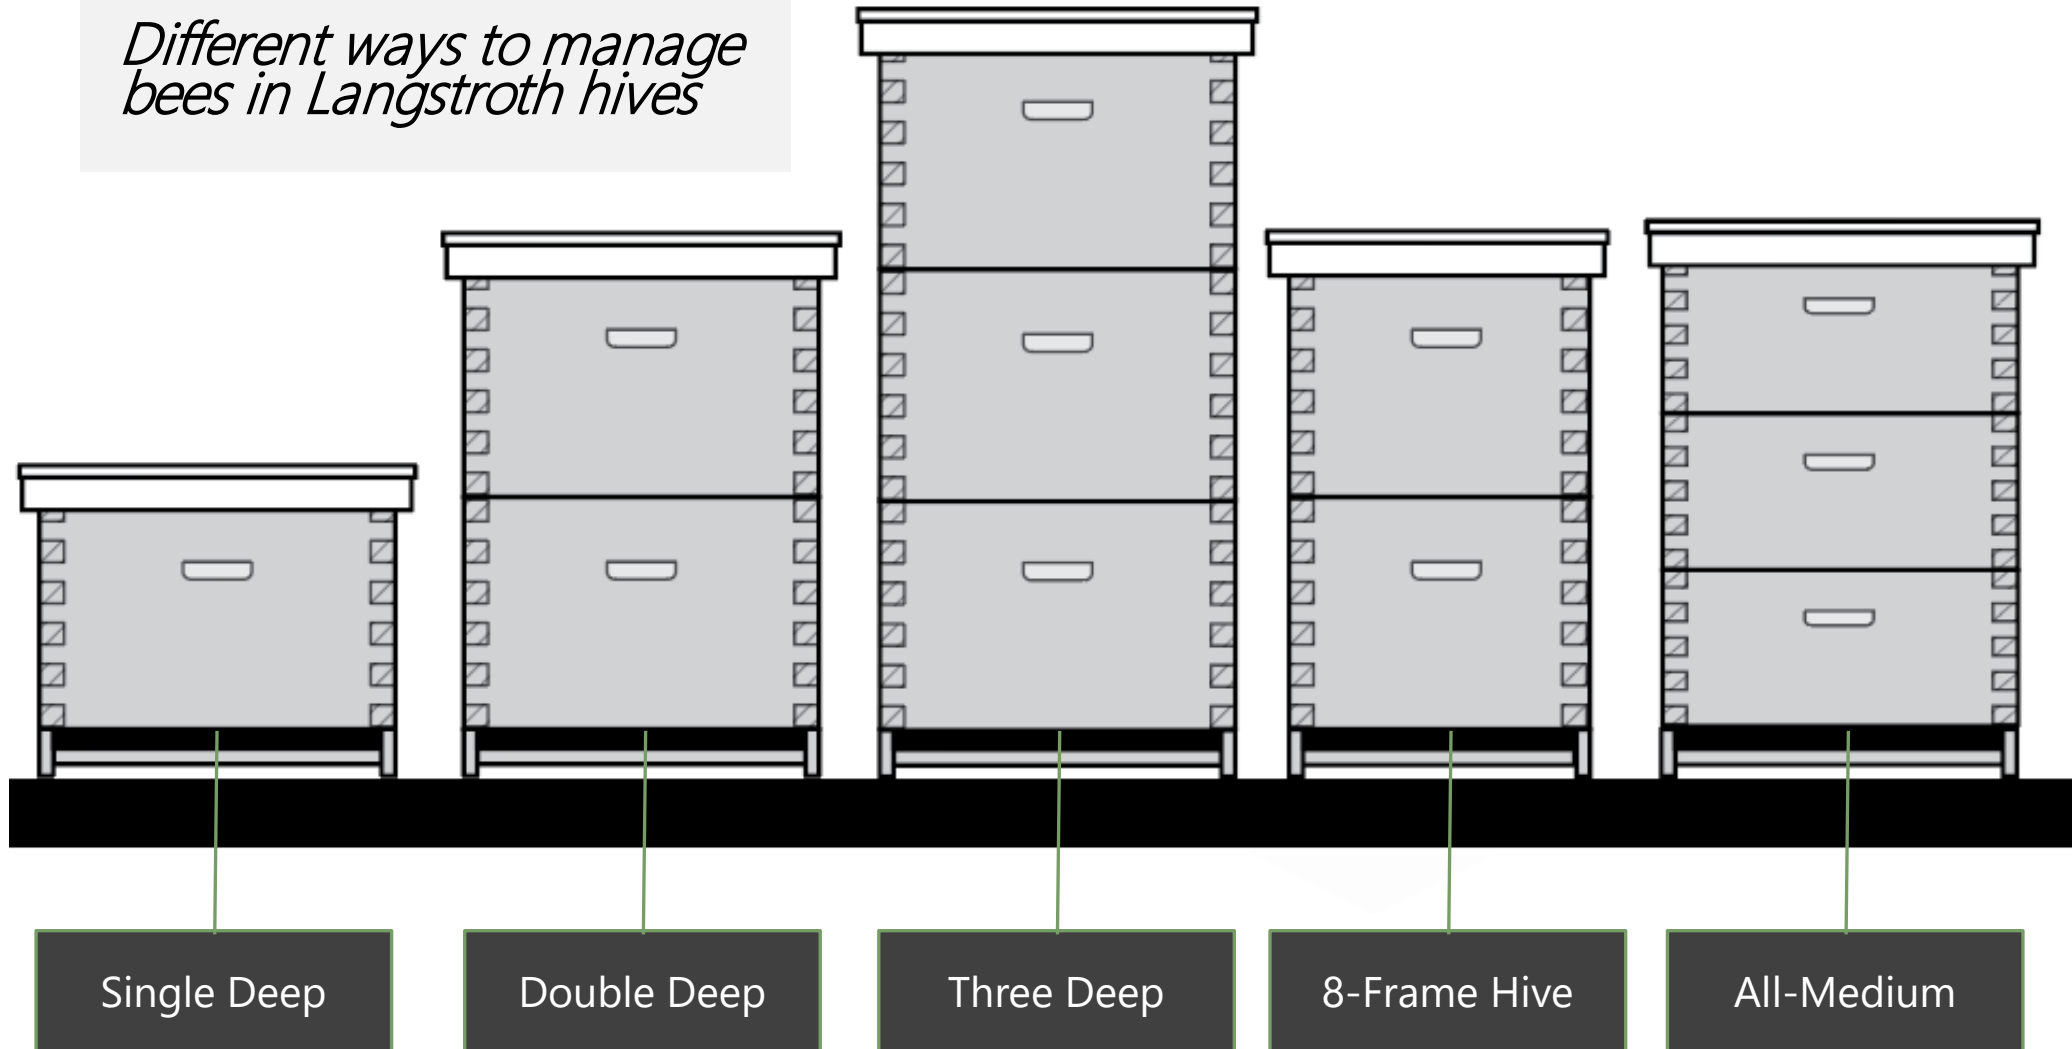 Different ways to manage
bees in Langstroth hives
Single Deep
Double Deep
Three Deep
8-Frame Hive
All-Medium